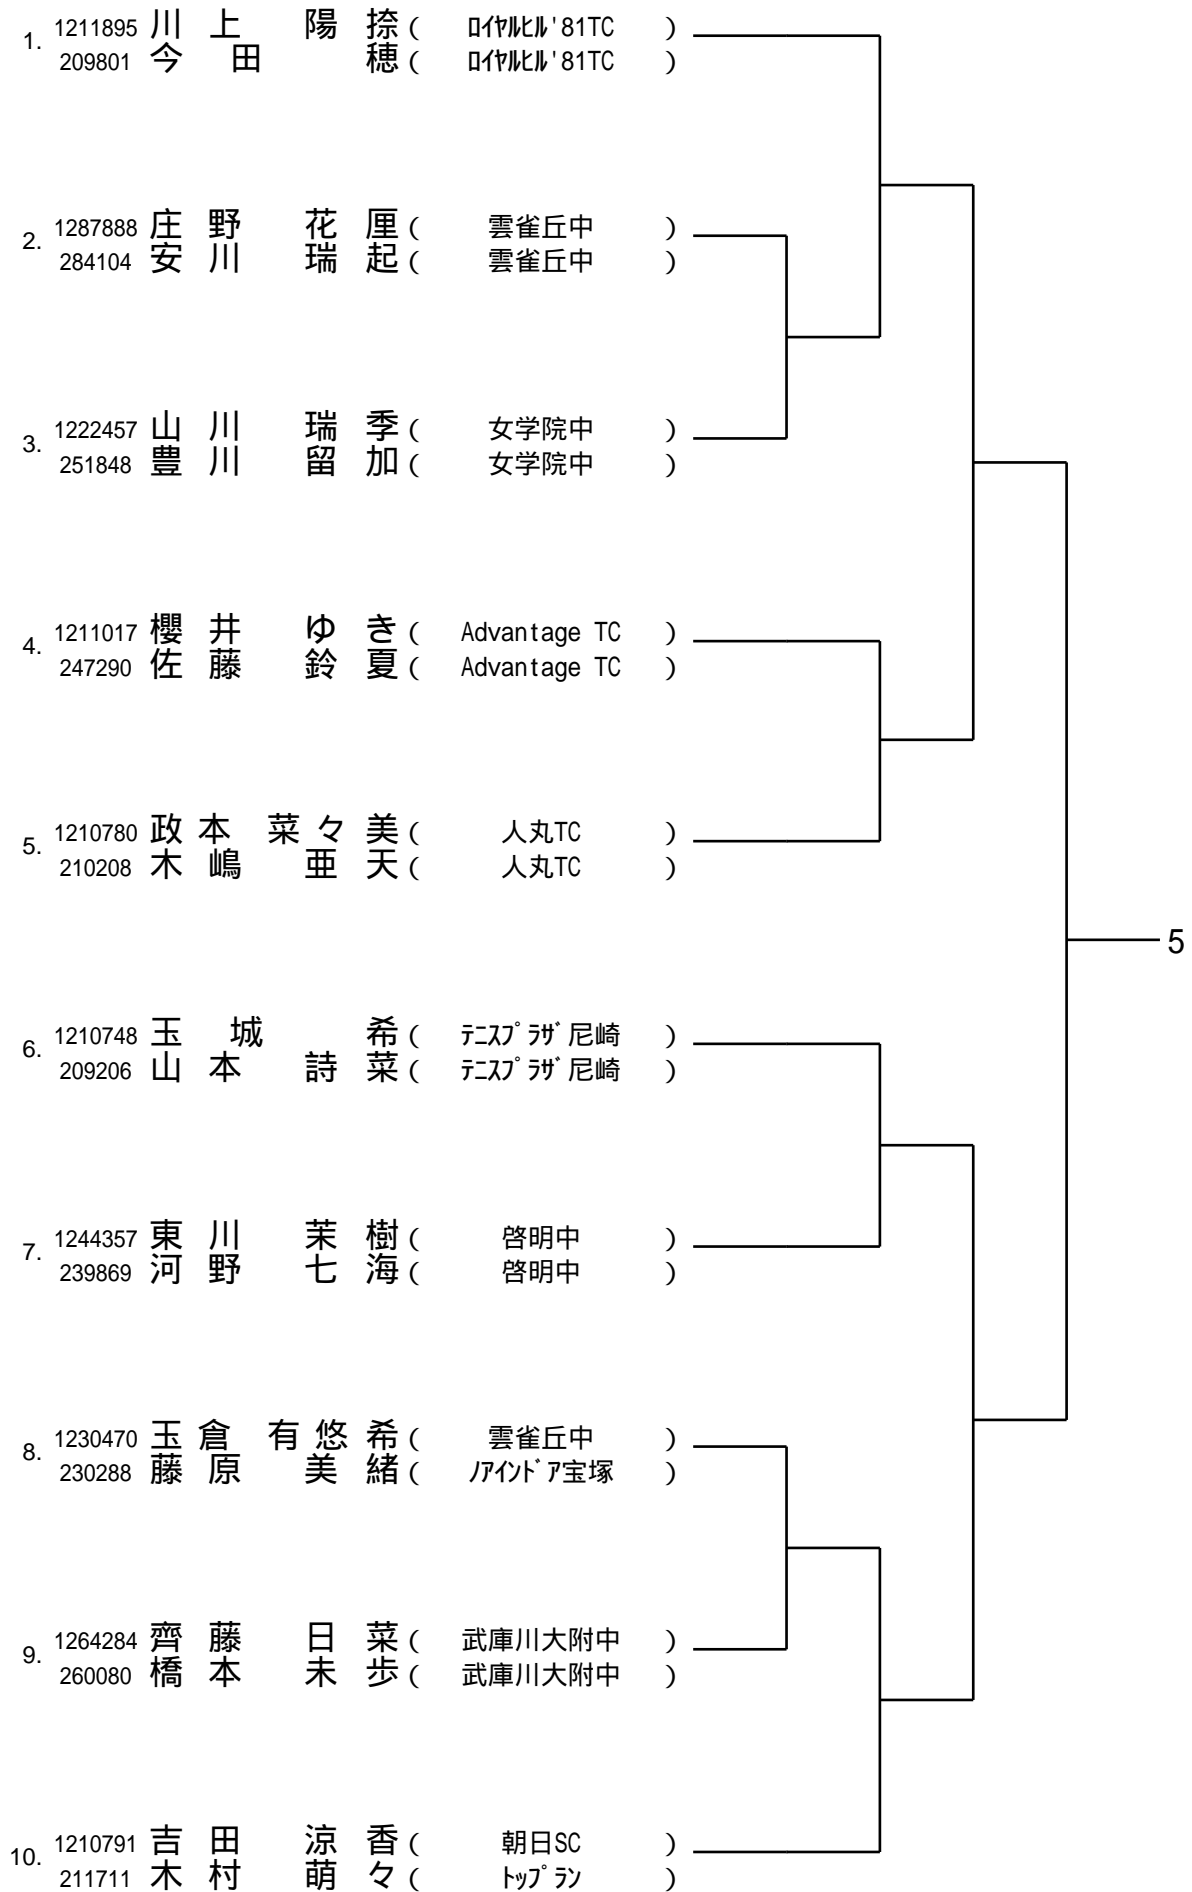 1. 1211895 川上 陽捺 ( ﾛｲﾔﾙﾋﾙ'81TC )
209801 今田 穂 ( ﾛｲﾔﾙﾋﾙ'81TC )
2. 1287888 庄野 花厘 ( 雲雀丘中 )
284104 安川 瑞起 ( 雲雀丘中 )
3. 1222457 山川 瑞季 ( 女学院中 )
251848 豊川 留加 ( 女学院中 )
4. 1211017 櫻井 ゆき ( Advantage TC )
247290 佐藤 鈴夏 ( Advantage TC )
5. 1210780 政本 菜々美 ( 人丸TC )
210208 木嶋 亜天 ( 人丸TC )
5
6. 1210748 玉城 希 ( ﾃﾆｽﾌﾟﾗｻﾞ尼崎 )
209206 山本 詩菜 ( ﾃﾆｽﾌﾟﾗｻﾞ尼崎 )
7. 1244357 東川 茉樹 ( 啓明中 )
239869 河野 七海 ( 啓明中 )
8. 1230470 玉倉 有悠希 ( 雲雀丘中 )
230288 藤原 美緒 ( ﾉｱｲﾝﾄﾞｱ宝塚 )
9. 1264284 齊藤 日菜 ( 武庫川大附中 )
260080 橋本 未歩 ( 武庫川大附中 )
10. 1210791 吉田 涼香 ( 朝日SC )
211711 木村 萌々 ( ﾄｯﾌﾟﾗﾝ )